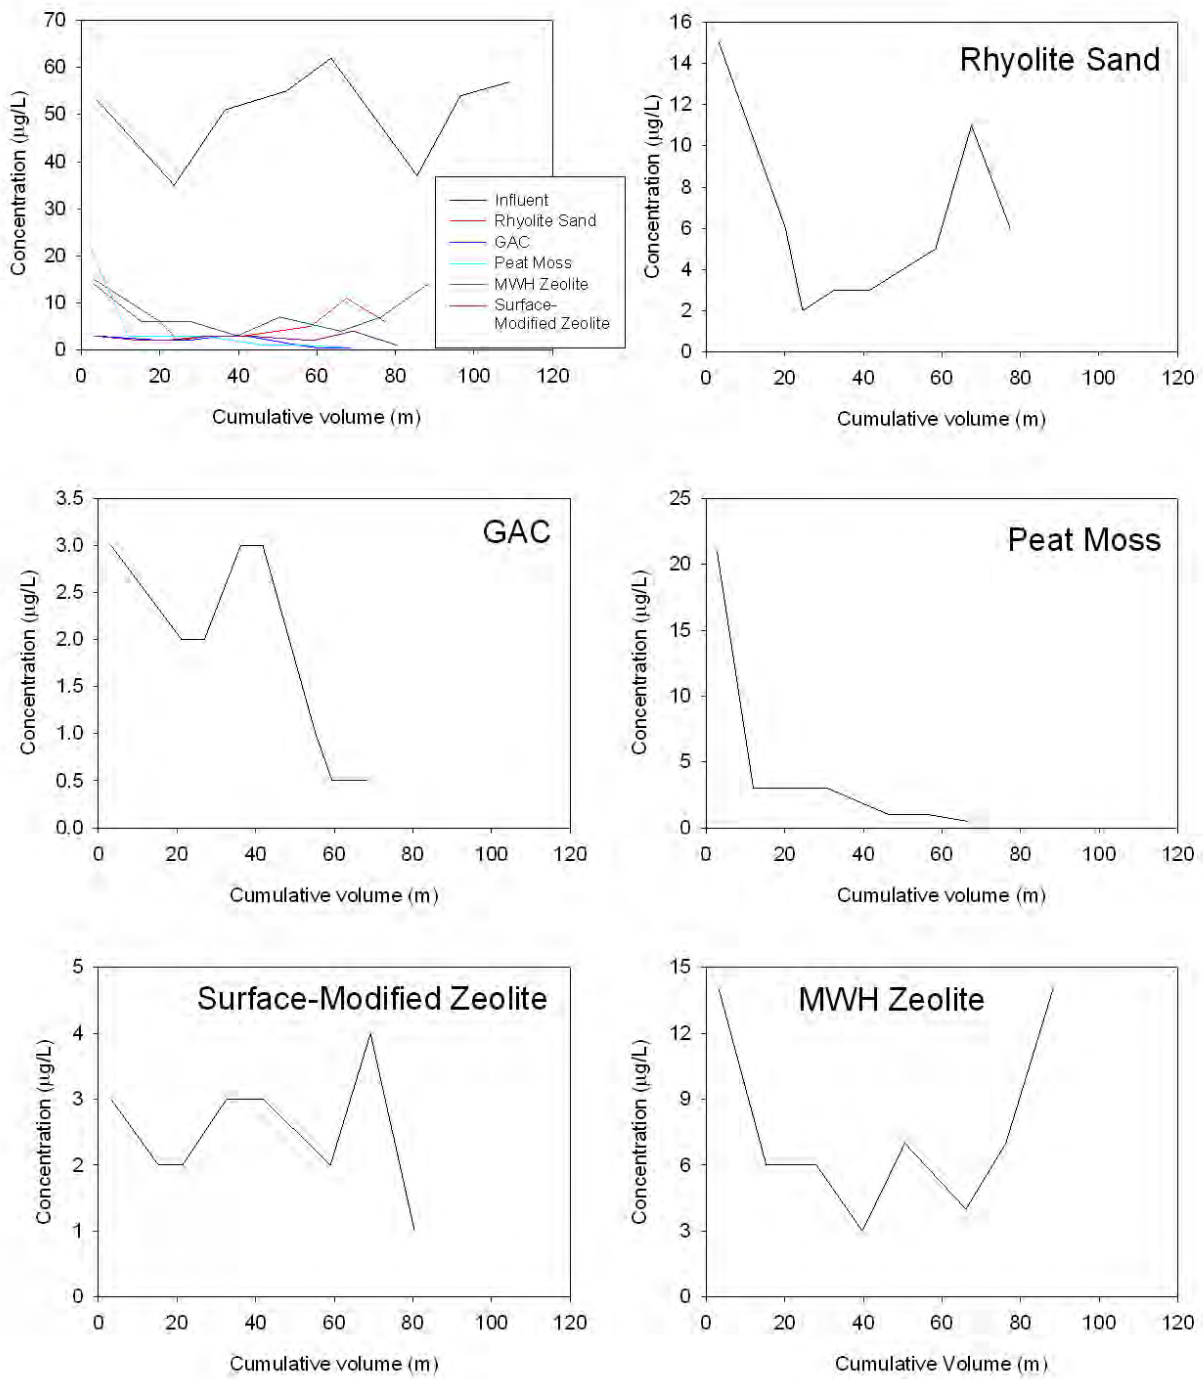 70
60
50
40
30
20
10
0
Concentration (µg/L)
0 20 40 60 80 100 120
Cumulative volume (m)
Influent
Rhyolite Sand
GAC
Peat Moss
MWH Zeolite
Surface-
Modified Zeolite
Rhyolite Sand
16
14
12
10
8
6
4
2
0
Concentration (µg/L)
0 20 40 60 80 100 120
Cumulative volume (m)
GAC
3.5
3.0
2.5
2.0
1.5
1.0
0.5
0.0
Concentration (µg/L)
0 20 40 60 80 100 120
Cumulative volume (m)
Peat Moss
25
20
15
10
5
0
Concentration (µg/L)
0 20 40 60 80 100 120
Cumulative volume (m)
Surface-Modified Zeolite
5
4
3
2
1
0
Concentration (µg/L)
0 20 40 60 80 100 120
Cumulative volume (m)
MWH Zeolite
15
12
9
6
3
0
Concentration (µg/L)
0 20 40 60 80 100 120
Cumulative Volume (m)